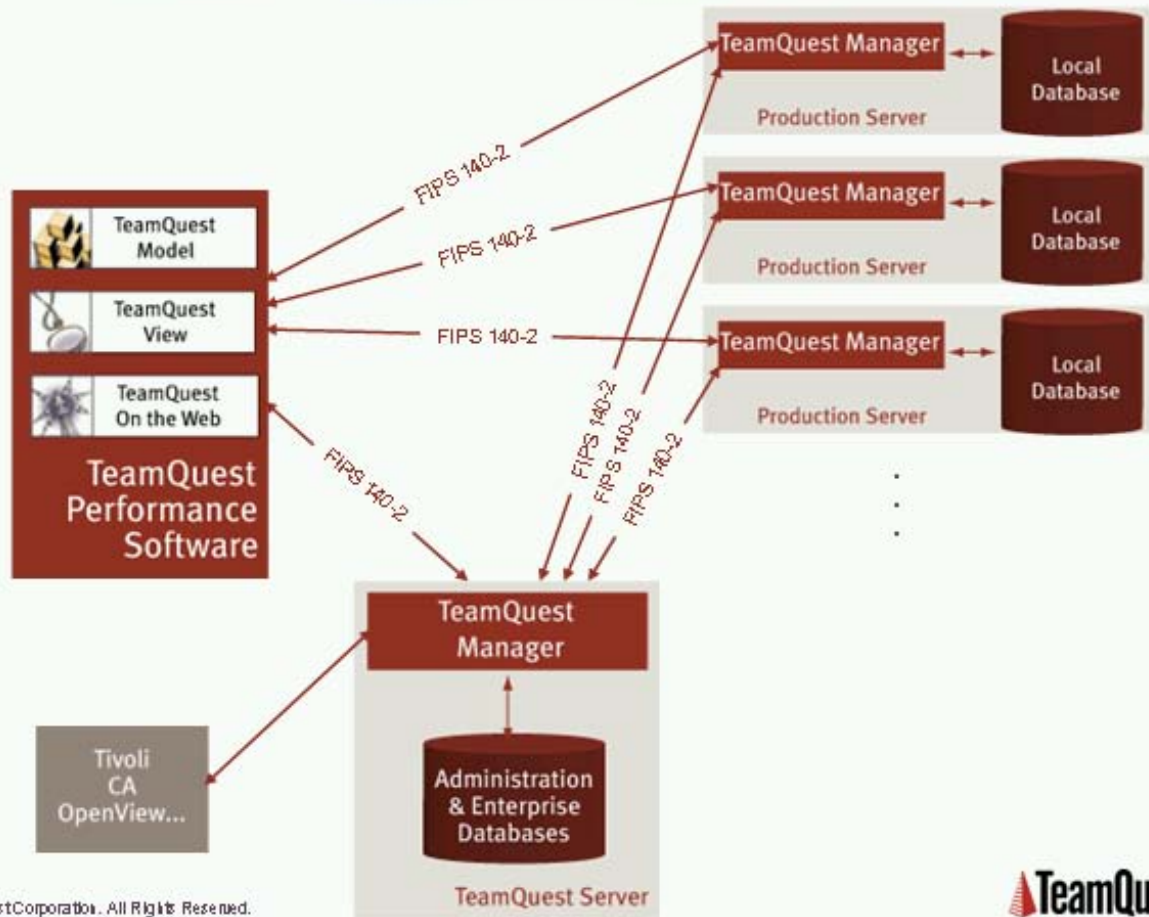 TeamQuest Manager
Local
Database
Production Server
FIPS 140-2
TeamQuest Manager
Local
Database
Production Server
FIPS 140-2
TeamQuest Manager
Local
Database
Production Server
FIPS 140-2
TeamQuest
Model
TeamQuest
View
TeamQuest
On the Web
TeamQuest
Performance
Software
FIPS 140-2
FIPS 140-2
FIPS 140-2
FIPS 140-2
TeamQuest
Manager
Tivoli
CA
OpenView...
Administration
& Enterprise
Databases
TeamQuest Server
Corporation. All Rights Reserved.